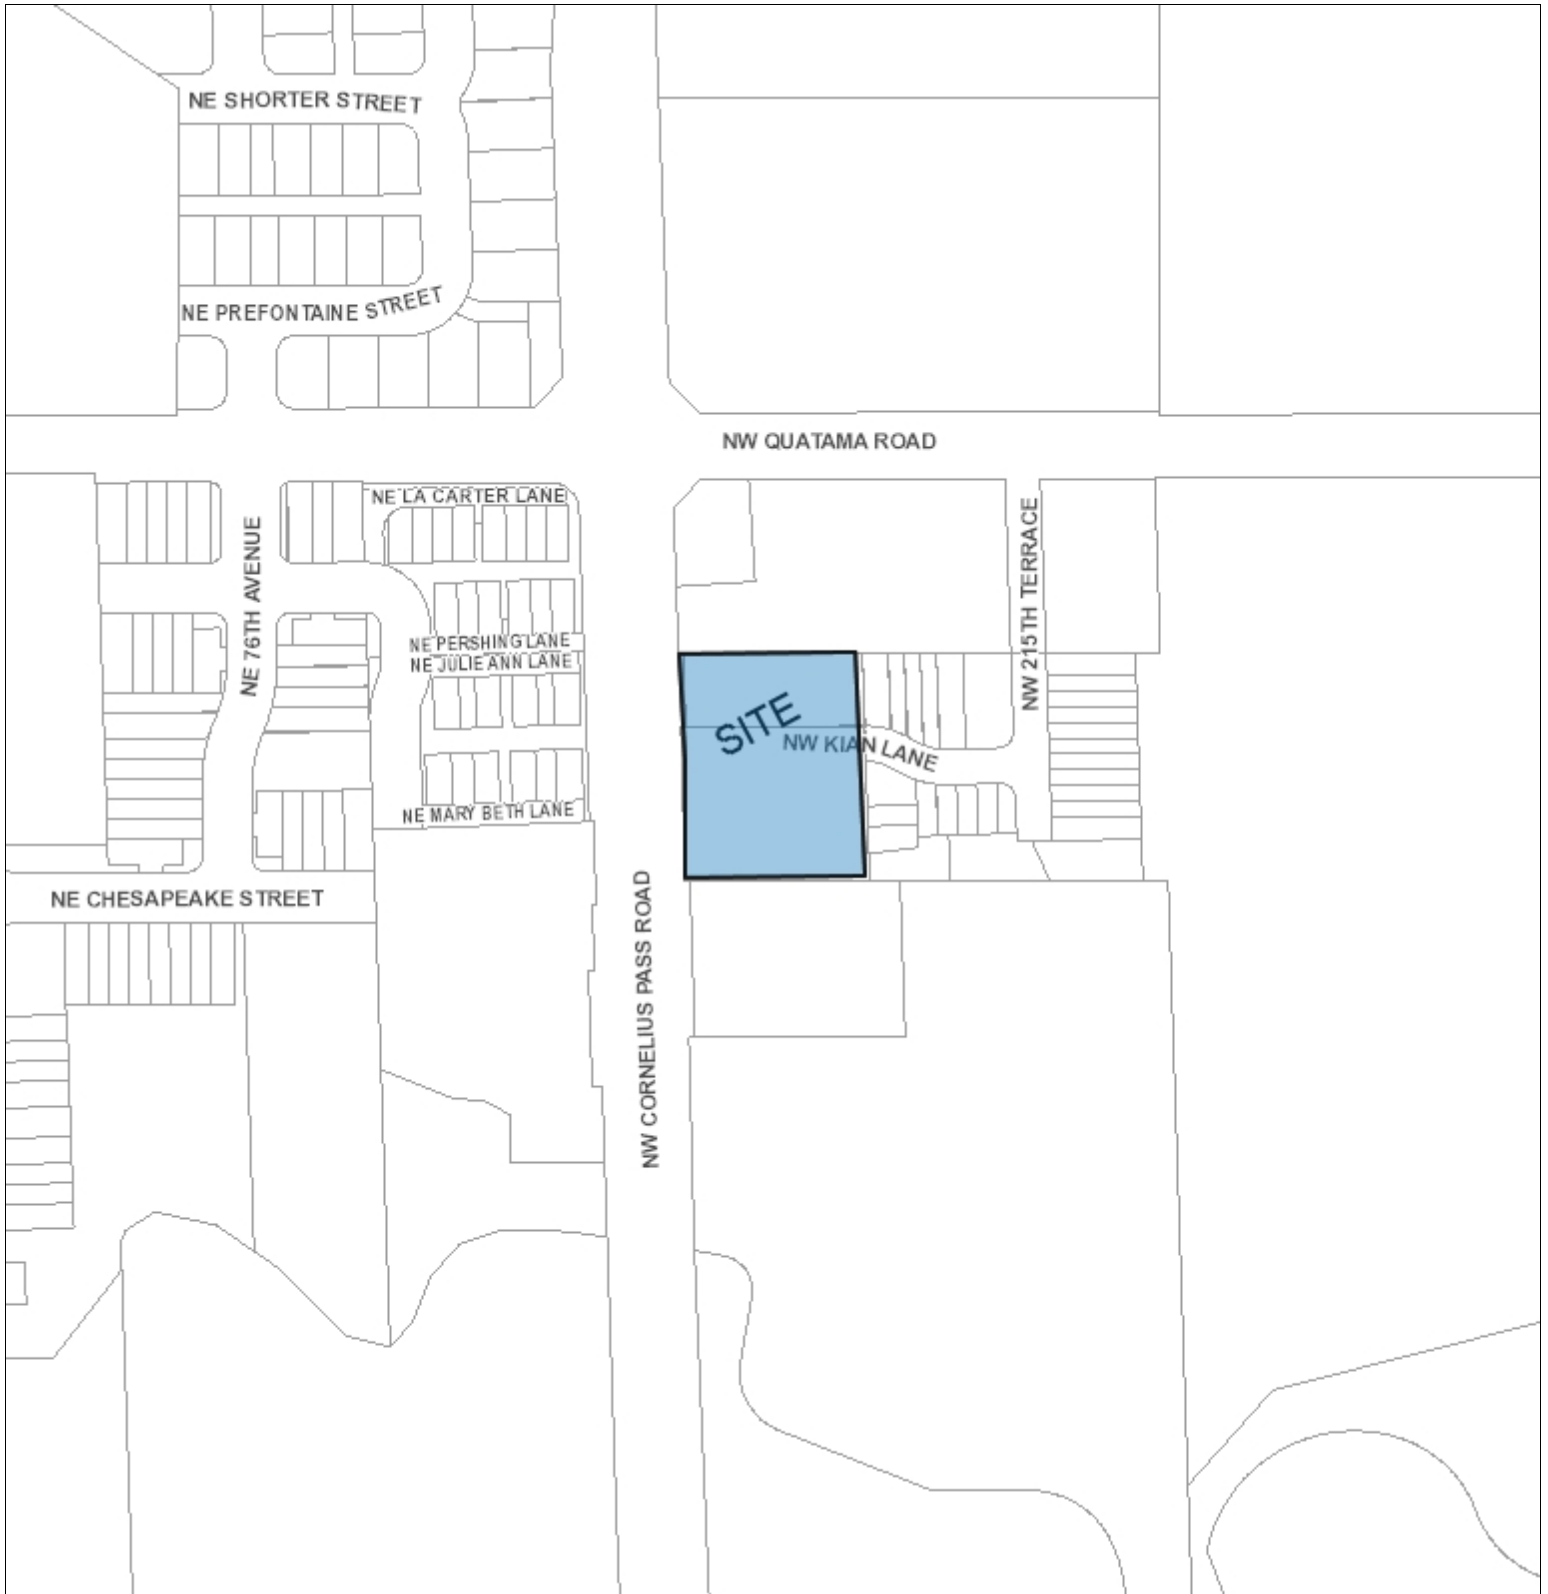 NE SHORTER STREET
NE PREFONTAINE STREET
NW QUATAMA ROAD
NE LA CARTER LANE
NE 76TH AVENUE
NW 215TH TERRACE
NE PERSHING LANE
NE JULIE ANN LANE
SITE
NW KIAN LANE
NE MARY BETH LANE
NE CHESAPEAKE STREET
NW CORNELIUS PASS ROAD